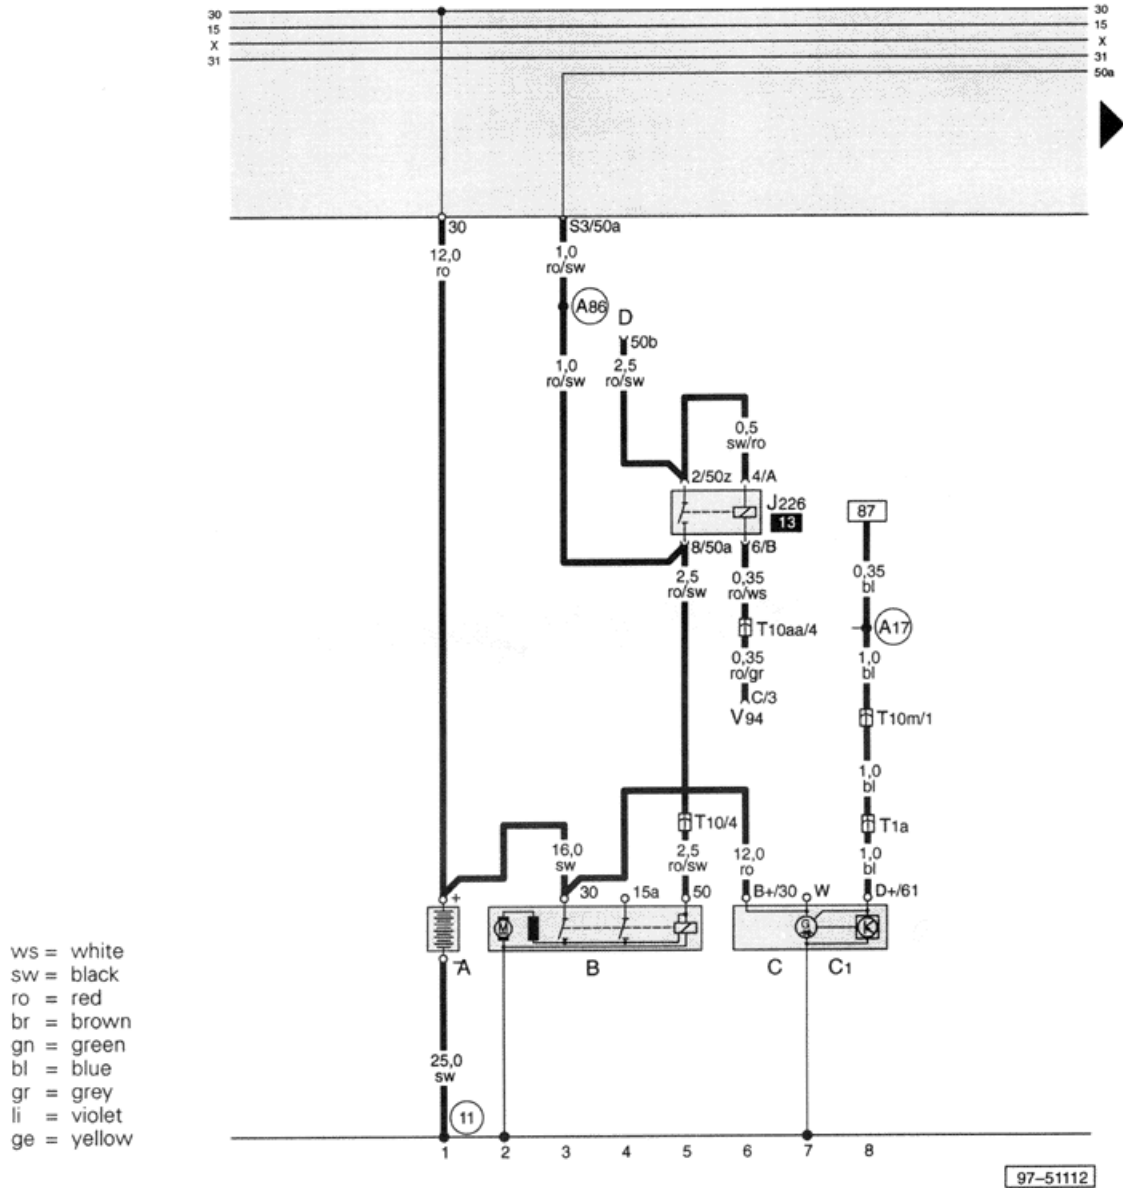 30 30
15 15
X X
31 31
50a
30 S3/50a
12,0
ro
1,0
ro/sw
A86
D
50b
1,0
ro/sw
2,5
ro/sw
0,5
sw/ro
2/50z 4/A
J226
13
87
8/50a 6/B
2,5
ro/sw
0,35
ro/ws
0,35
bl
T10aa/4
A17
0,35
ro/gr
1,0
bl
C/3
V94
T10m/1
1,0
bl
T10/4
T1a
16,0
sw
2,5
ro/sw
12,0
ro
1,0
bl
+ 30 15a 50 B+/30 W D+/61
M G K
− A B C C1
ws = white
sw = black
ro = red
br = brown
gn = green
bl = blue
gr = grey
li = violet
ge = yellow
25,0
sw
11
1 2 3 4 5 6 7 8
97–51112